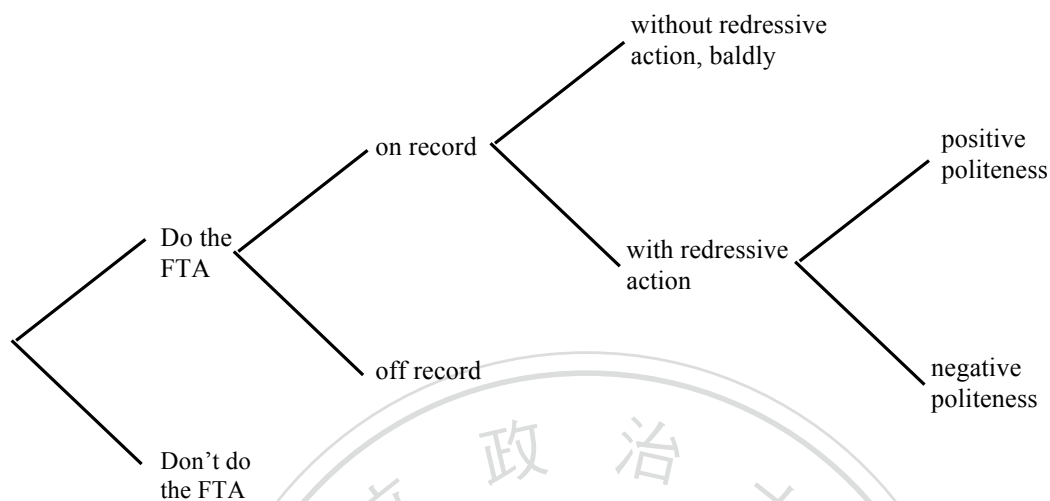 without redressive
action, baldly
on record
positive
politeness
Do the
FTA
with redressive
action
off record
negative
politeness
Don't do
the FTA
政 治